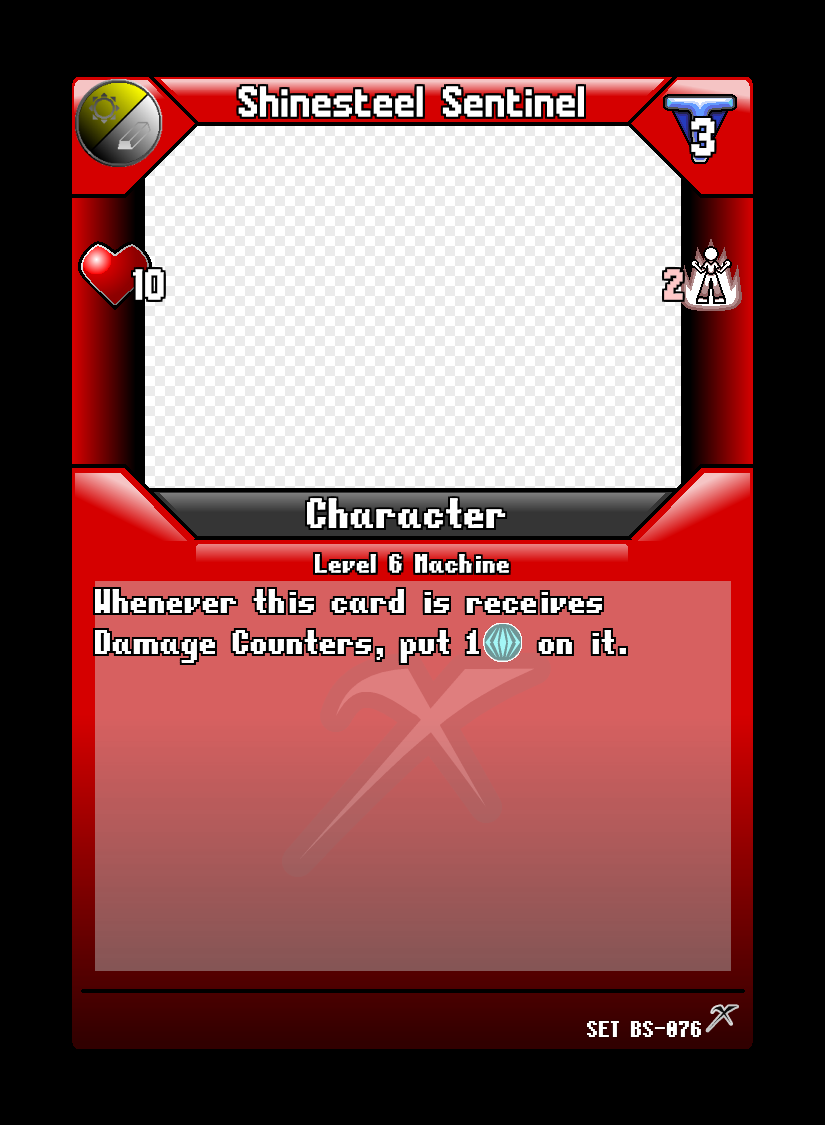 Shinesteel Sentinel
3
10
2
Character
Level 6 Machine
Whenever this card is receives
Damage Counters, put 1 on it.
SET BS-076